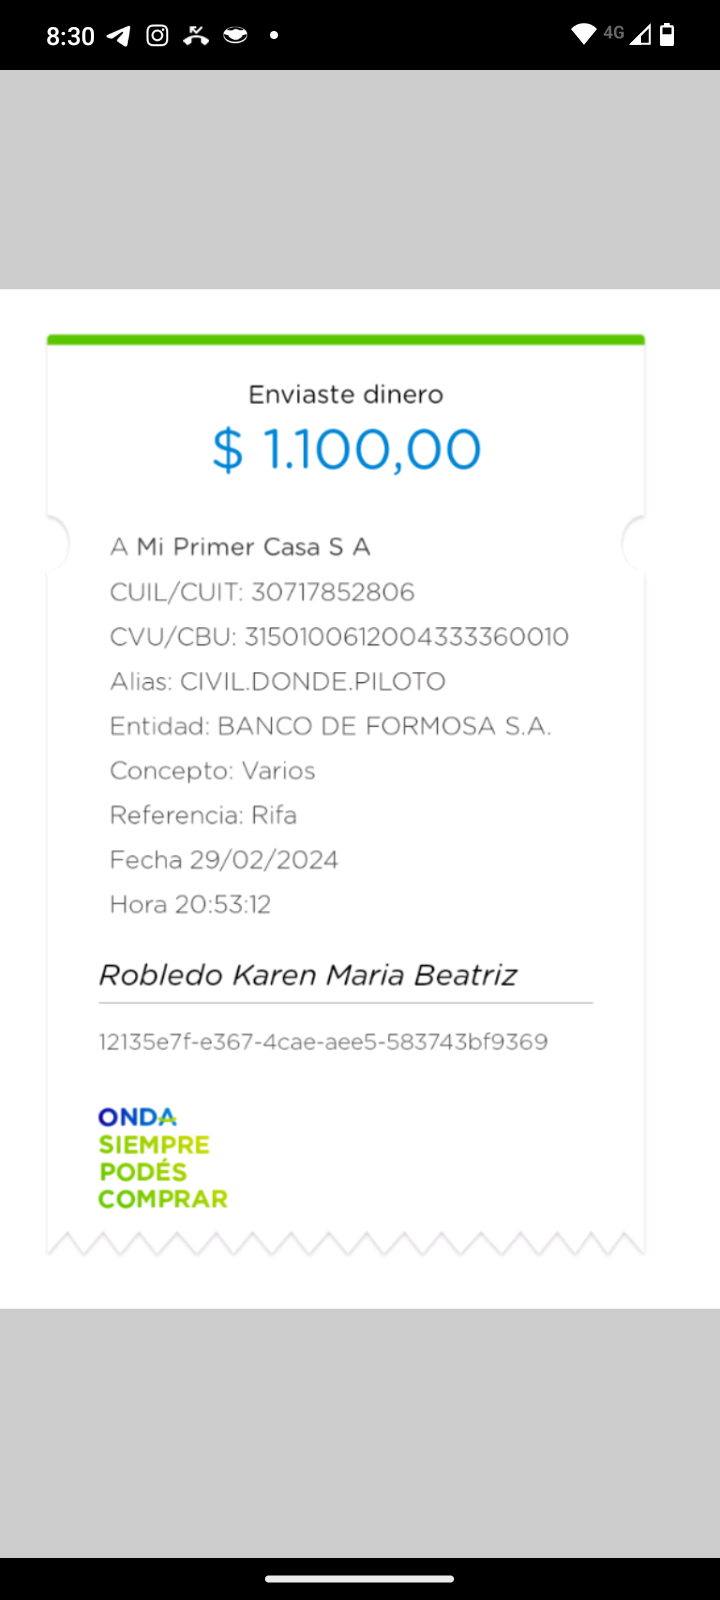 8:30
4G
Enviaste dinero
$ 1.100,00
A Mi Primer Casa S A
CUIL/CUIT: 30717852806
CVU/CBU: 3150100612004333360010
Alias: CIVIL.DONDE.PILOTO
Entidad: BANCO DE FORMOSA S.A.
Concepto: Varios
Referencia: Rifa
Fecha 29/02/2024
Hora 20:53:12
Robledo Karen Maria Beatriz
12135e7f-e367-4cae-aee5-583743bf9369
ONDA
SIEMPRE
PODÉS
COMPRAR